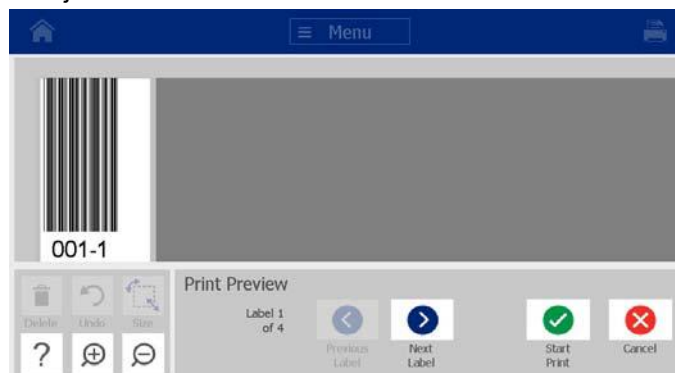 Menu
001-1
Print Preview
Label 1
of 4
Delete
Undo
Size
Previous
Label
Next
Label
Start
Print
Cancel
?